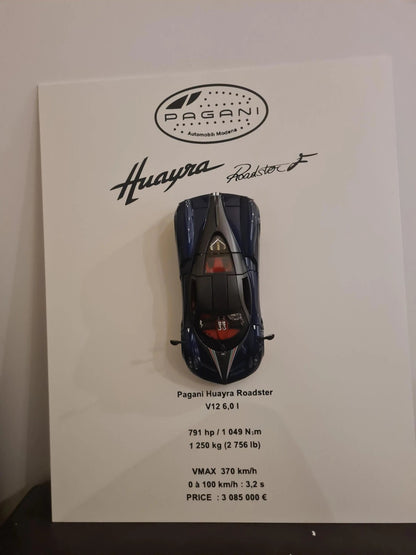 PAGANI
Automobili Modena
Huayra Roadster
Pagani Huayra Roadster
V12 6,0 l
791 hp / 1 049 N;m
1 250 kg (2 756 lb)
VMAX 370 km/h
0 à 100 km/h : 3,2 s
PRICE : 3 085 000 €